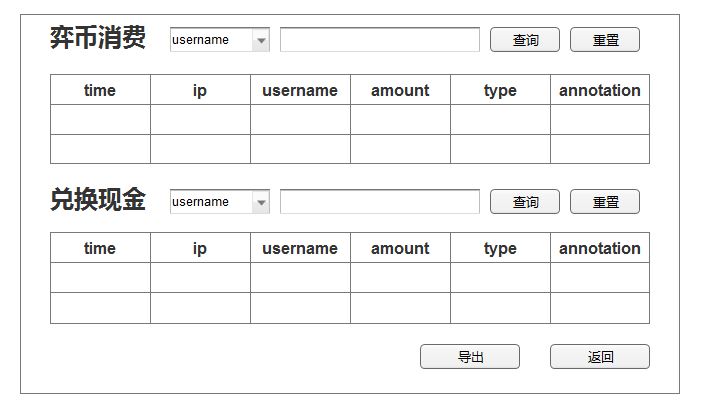 弈币消费 username 查询 重置
time ip username amount type annotation
兑换现金 username 查询 重置
time ip username amount type annotation
导出 返回